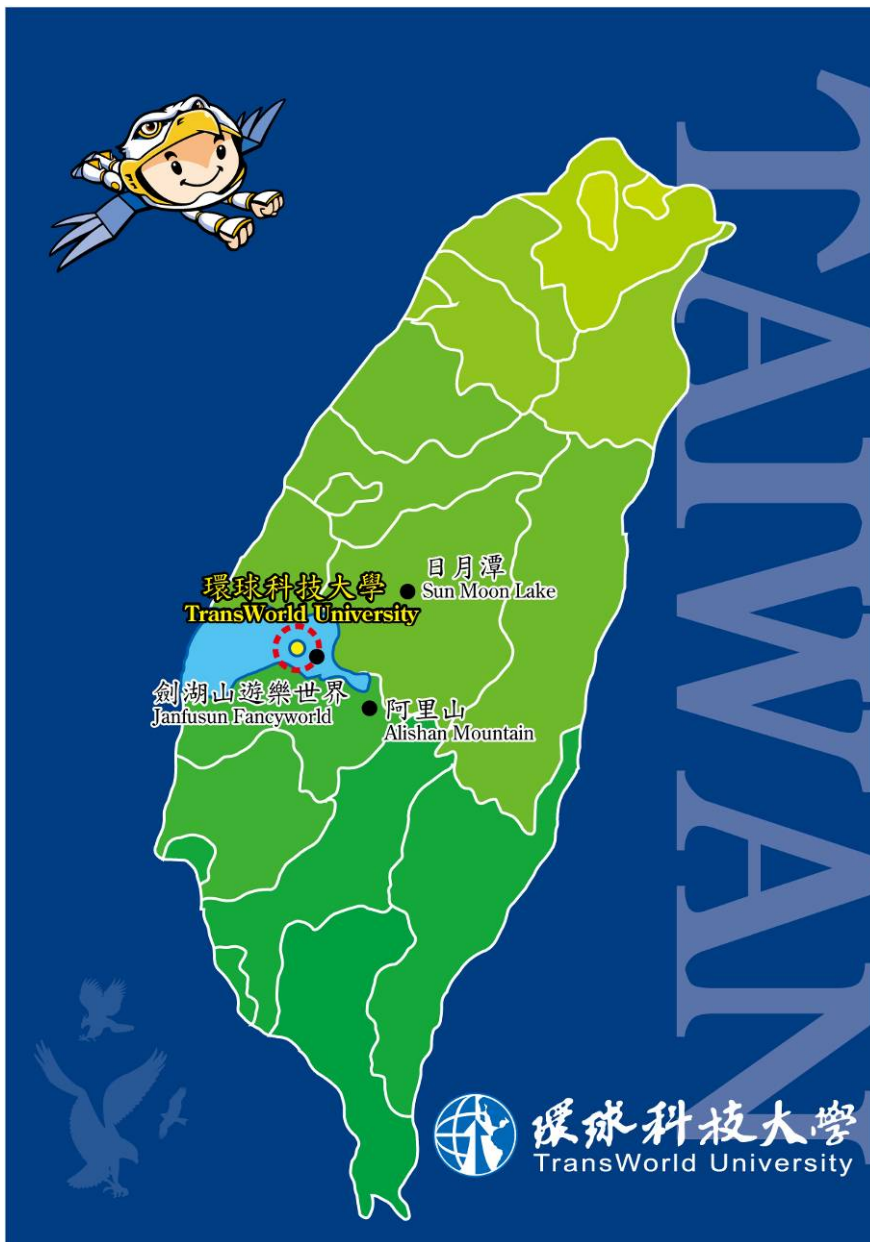 TAIWAN
日月潭
Sun Moon Lake
環球科技大學
TransWorld University
劍湖山遊樂世界
Janfusun Fancyworld
阿里山
Alishan Mountain
環球科技大學
TransWorld University